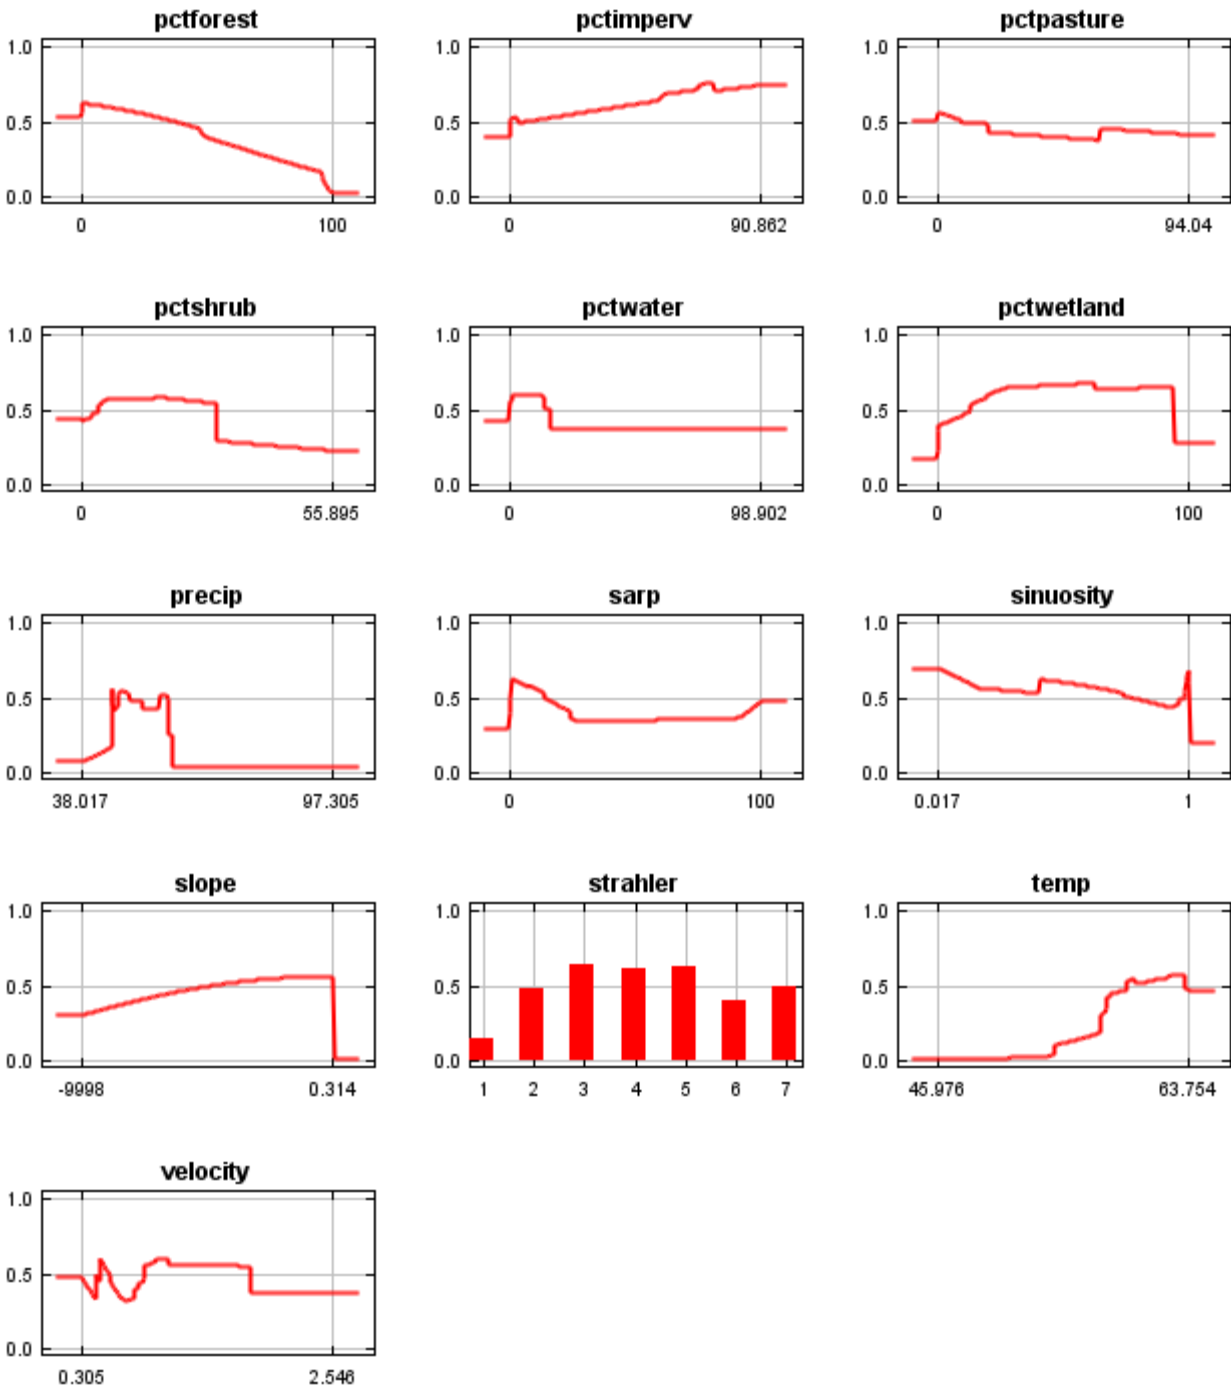 pctforest pctimperv pctpasture
1.0 1.0 1.0
0.5 0.5 0.5
0.0 0.0 0.0
0 100 0 90.862 0 94.04
pctshrub pctwater pctwetland
1.0 1.0 1.0
0.5 0.5 0.5
0.0 0.0 0.0
0 55.895 0 98.902 0 100
precip sarp sinuosity
1.0 1.0 1.0
0.5 0.5 0.5
0.0 0.0 0.0
38.017 97.305 0 100 0.017 1
slope strahler temp
1.0 1.0 1.0
0.5 0.5 0.5
0.0 0.0 0.0
-9998 0.314 1 2 3 4 5 6 7 45.976 63.754
velocity
1.0
0.5
0.0
0.305 2.546